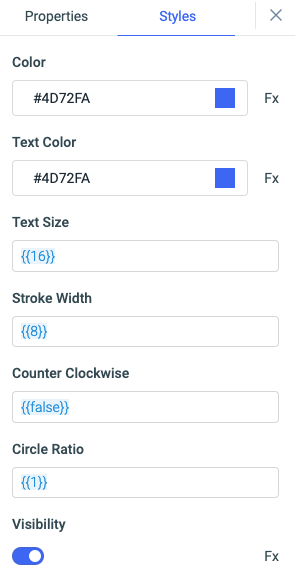 Properties Styles
Color
#4D72FA Fx
Text Color
#4D72FA Fx
Text Size
{{16}}
Stroke Width
{{8}}
Counter Clockwise
{{false}}
Circle Ratio
{{1}}
Visibility
Fx